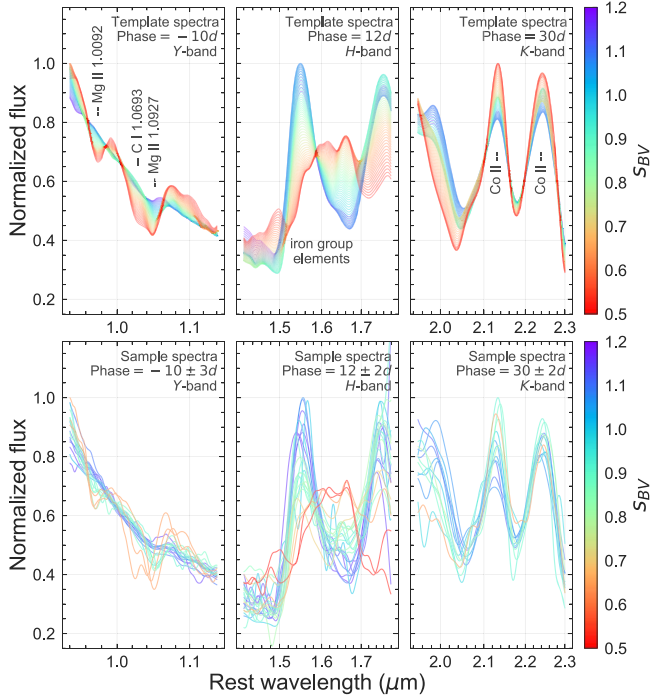 Template spectra
Phase = − 10d
Y-band
Template spectra
Phase = 12d
H-band
Template spectra
Phase = 30d
K-band
-- Mg II 1.0092
- C I 1.0693
-- Mg II 1.0927
iron group
elements
Co II --
Co II --
Normalized flux
1.0
0.8
0.6
0.4
0.2
1.0
1.1
1.5
1.6
1.7
2.0
2.1
2.2
2.3
1.2
1.1
1.0
0.9
0.8
0.7
0.6
0.5
sBV
Sample spectra
Phase = − 10 ± 3d
Y-band
Sample spectra
Phase = 12 ± 2d
H-band
Sample spectra
Phase = 30 ± 2d
K-band
Normalized flux
1.0
0.8
0.6
0.4
0.2
1.0
1.1
1.5
1.6
1.7
2.0
2.1
2.2
2.3
1.2
1.1
1.0
0.9
0.8
0.7
0.6
0.5
sBV
Rest wavelength (μm)